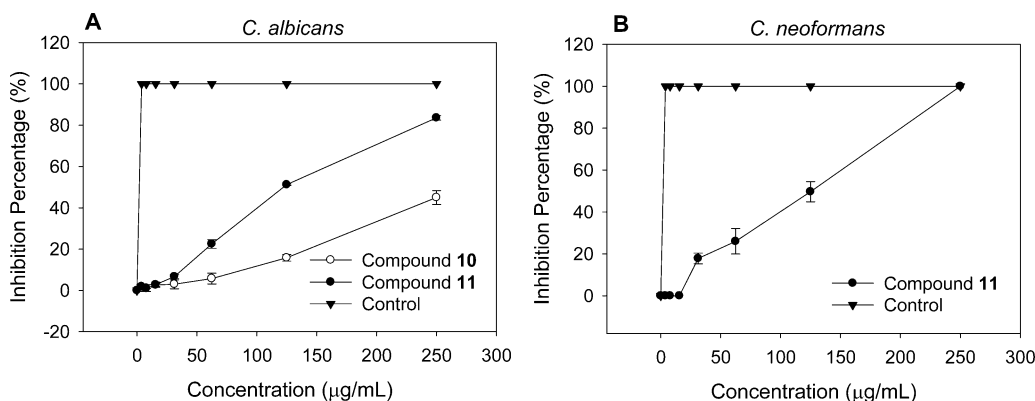 A
C. albicans
120
100
80
60
40
20
0
-20
Inhibition Percentage (%)
Compound 10
Compound 11
Control
0 50 100 150 200 250 300
Concentration (μg/mL)
B
C. neoformans
120
100
80
60
40
20
0
Inhibition Percentage (%)
Compound 11
Control
0 50 100 150 200 250 300
Concentration (μg/mL)